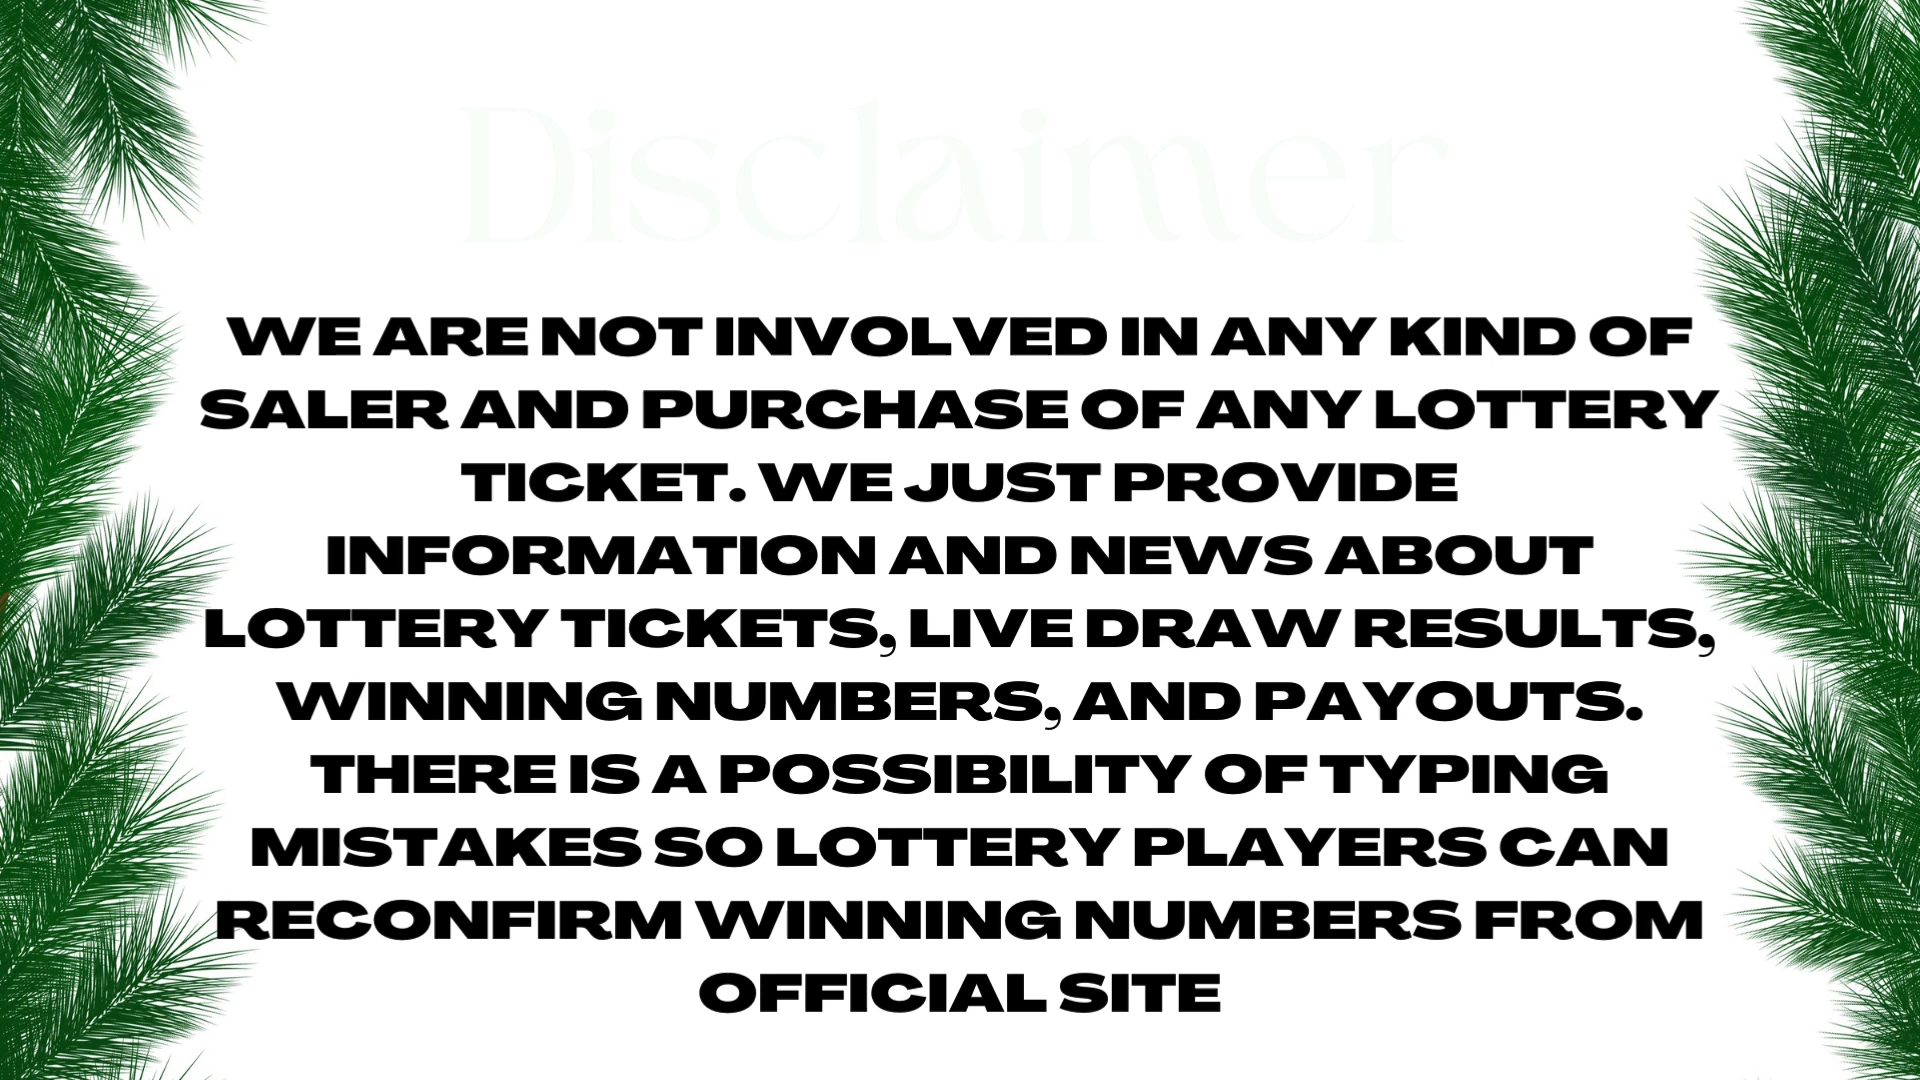 Disclaimer
WE ARE NOT INVOLVED IN ANY KIND OF
SALER AND PURCHASE OF ANY LOTTERY
TICKET. WE JUST PROVIDE
INFORMATION AND NEWS ABOUT
LOTTERY TICKETS, LIVE DRAW RESULTS,
WINNING NUMBERS, AND PAYOUTS.
THERE IS A POSSIBILITY OF TYPING
MISTAKES SO LOTTERY PLAYERS CAN
RECONFIRM WINNING NUMBERS FROM
OFFICIAL SITE